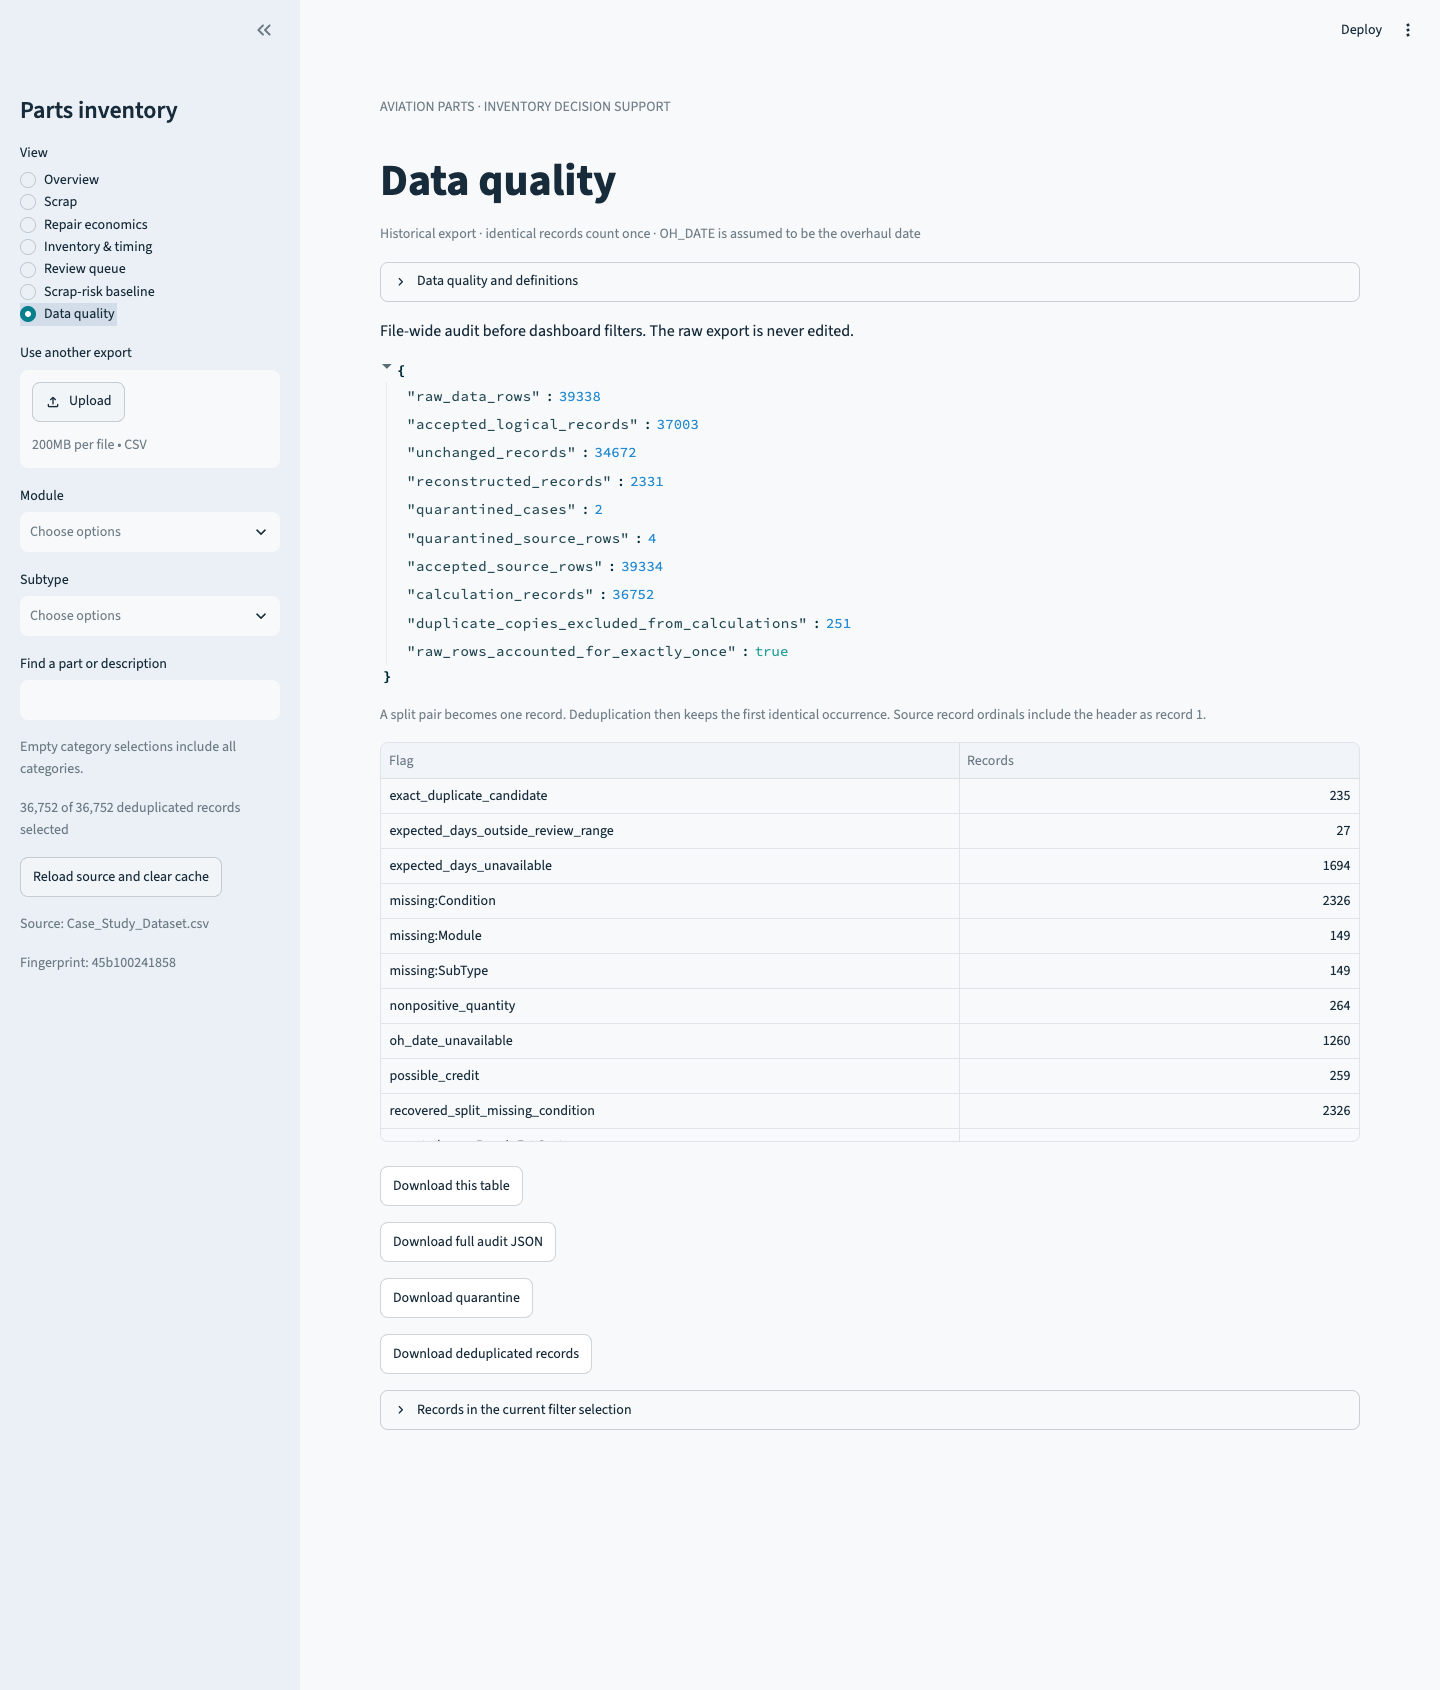 Deploy
Parts inventory
View
Overview
Scrap
Repair economics
Inventory & timing
Review queue
Scrap-risk baseline
Data quality
Use another export
Upload
200MB per file • CSV
Module
Choose options
Subtype
Choose options
Find a part or description
Empty category selections include all
categories.
36,752 of 36,752 deduplicated records
selected
Reload source and clear cache
Source: Case_Study_Dataset.csv
Fingerprint: 45b100241858
AVIATION PARTS · INVENTORY DECISION SUPPORT
Data quality
Historical export · identical records count once · OH_DATE is assumed to be the overhaul date
Data quality and definitions
File-wide audit before dashboard filters. The raw export is never edited.
{
"raw_data_rows" : 39338
"accepted_logical_records" : 37003
"unchanged_records" : 34672
"reconstructed_records" : 2331
"quarantined_cases" : 2
"quarantined_source_rows" : 4
"accepted_source_rows" : 39334
"calculation_records" : 36752
"duplicate_copies_excluded_from_calculations" : 251
"raw_rows_accounted_for_exactly_once" : true
}
A split pair becomes one record. Deduplication then keeps the first identical occurrence. Source record ordinals include the header as record 1.
Flag Records
exact_duplicate_candidate 235
expected_days_outside_review_range 27
expected_days_unavailable 1694
missing:Condition 2326
missing:Module 149
missing:SubType 149
nonpositive_quantity 264
oh_date_unavailable 1260
possible_credit 259
recovered_split_missing_condition 2326
Download this table
Download full audit JSON
Download quarantine
Download deduplicated records
Records in the current filter selection